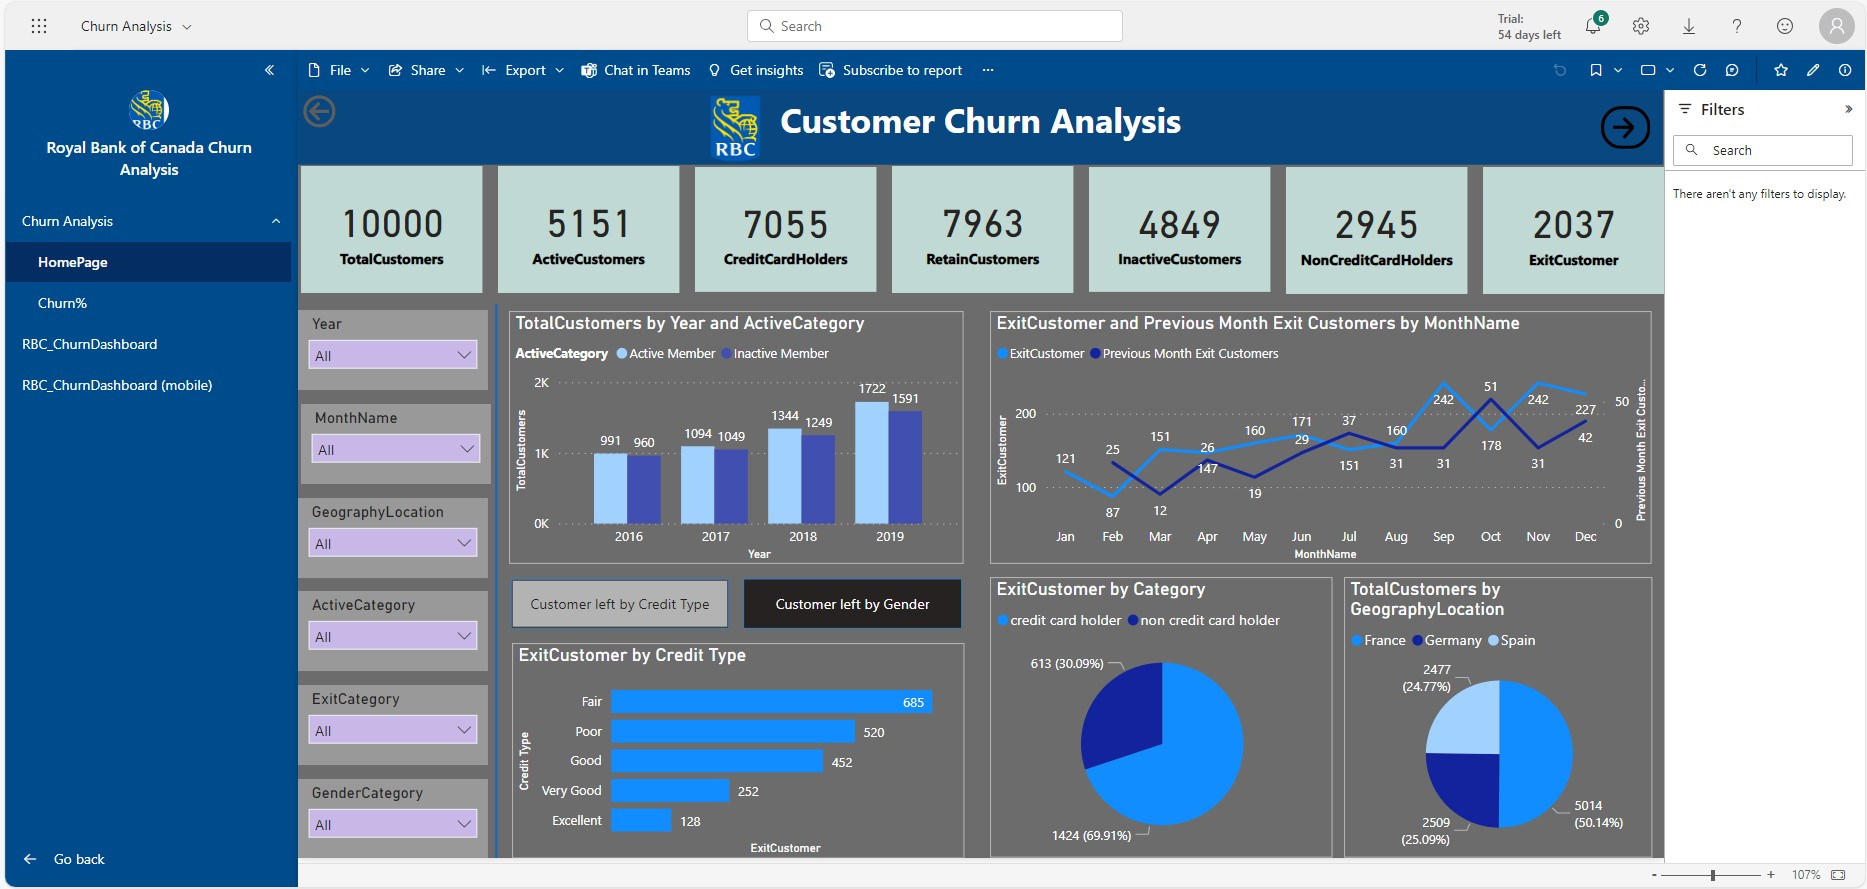 Churn Analysis
Search
Trial:
54 days left
6
File
Share
Export
Chat in Teams
Get insights
Subscribe to report
RBC
Royal Bank of Canada Churn
Analysis
Churn Analysis
HomePage
Churn%
RBC_ChurnDashboard
RBC_ChurnDashboard (mobile)
Go back
RBC
Customer Churn Analysis
Filters
Search
There aren't any filters to display.
10000
TotalCustomers
5151
ActiveCustomers
7055
CreditCardHolders
7963
RetainCustomers
4849
InactiveCustomers
2945
NonCreditCardHolders
2037
ExitCustomer
Year
All
MonthName
All
GeographyLocation
All
ActiveCategory
All
ExitCategory
All
GenderCategory
All
TotalCustomers by Year and ActiveCategory
ActiveCategory Active Member Inactive Member
TotalCustomers
2K
1K
0K
991 960
1094 1049
1344 1249
1722 1591
2016 2017 2018 2019
Year
ExitCustomer and Previous Month Exit Customers by MonthName
ExitCustomer Previous Month Exit Customers
ExitCustomer
200
100
121
25
87
151
12
26
147
160
19
171
29
37
151
160
31
242
31
51
178
242
31
227
42
50
0
Previous Month Exit Custo...
Jan Feb Mar Apr May Jun Jul Aug Sep Oct Nov Dec
MonthName
Customer left by Credit Type
Customer left by Gender
ExitCustomer by Credit Type
Credit Type
Fair 685
Poor 520
Good 452
Very Good 252
Excellent 128
ExitCustomer
ExitCustomer by Category
credit card holder non credit card holder
613 (30.09%)
1424 (69.91%)
TotalCustomers by
GeographyLocation
France Germany Spain
2477
(24.77%)
2509
(25.09%)
5014
(50.14%)
- + 107%